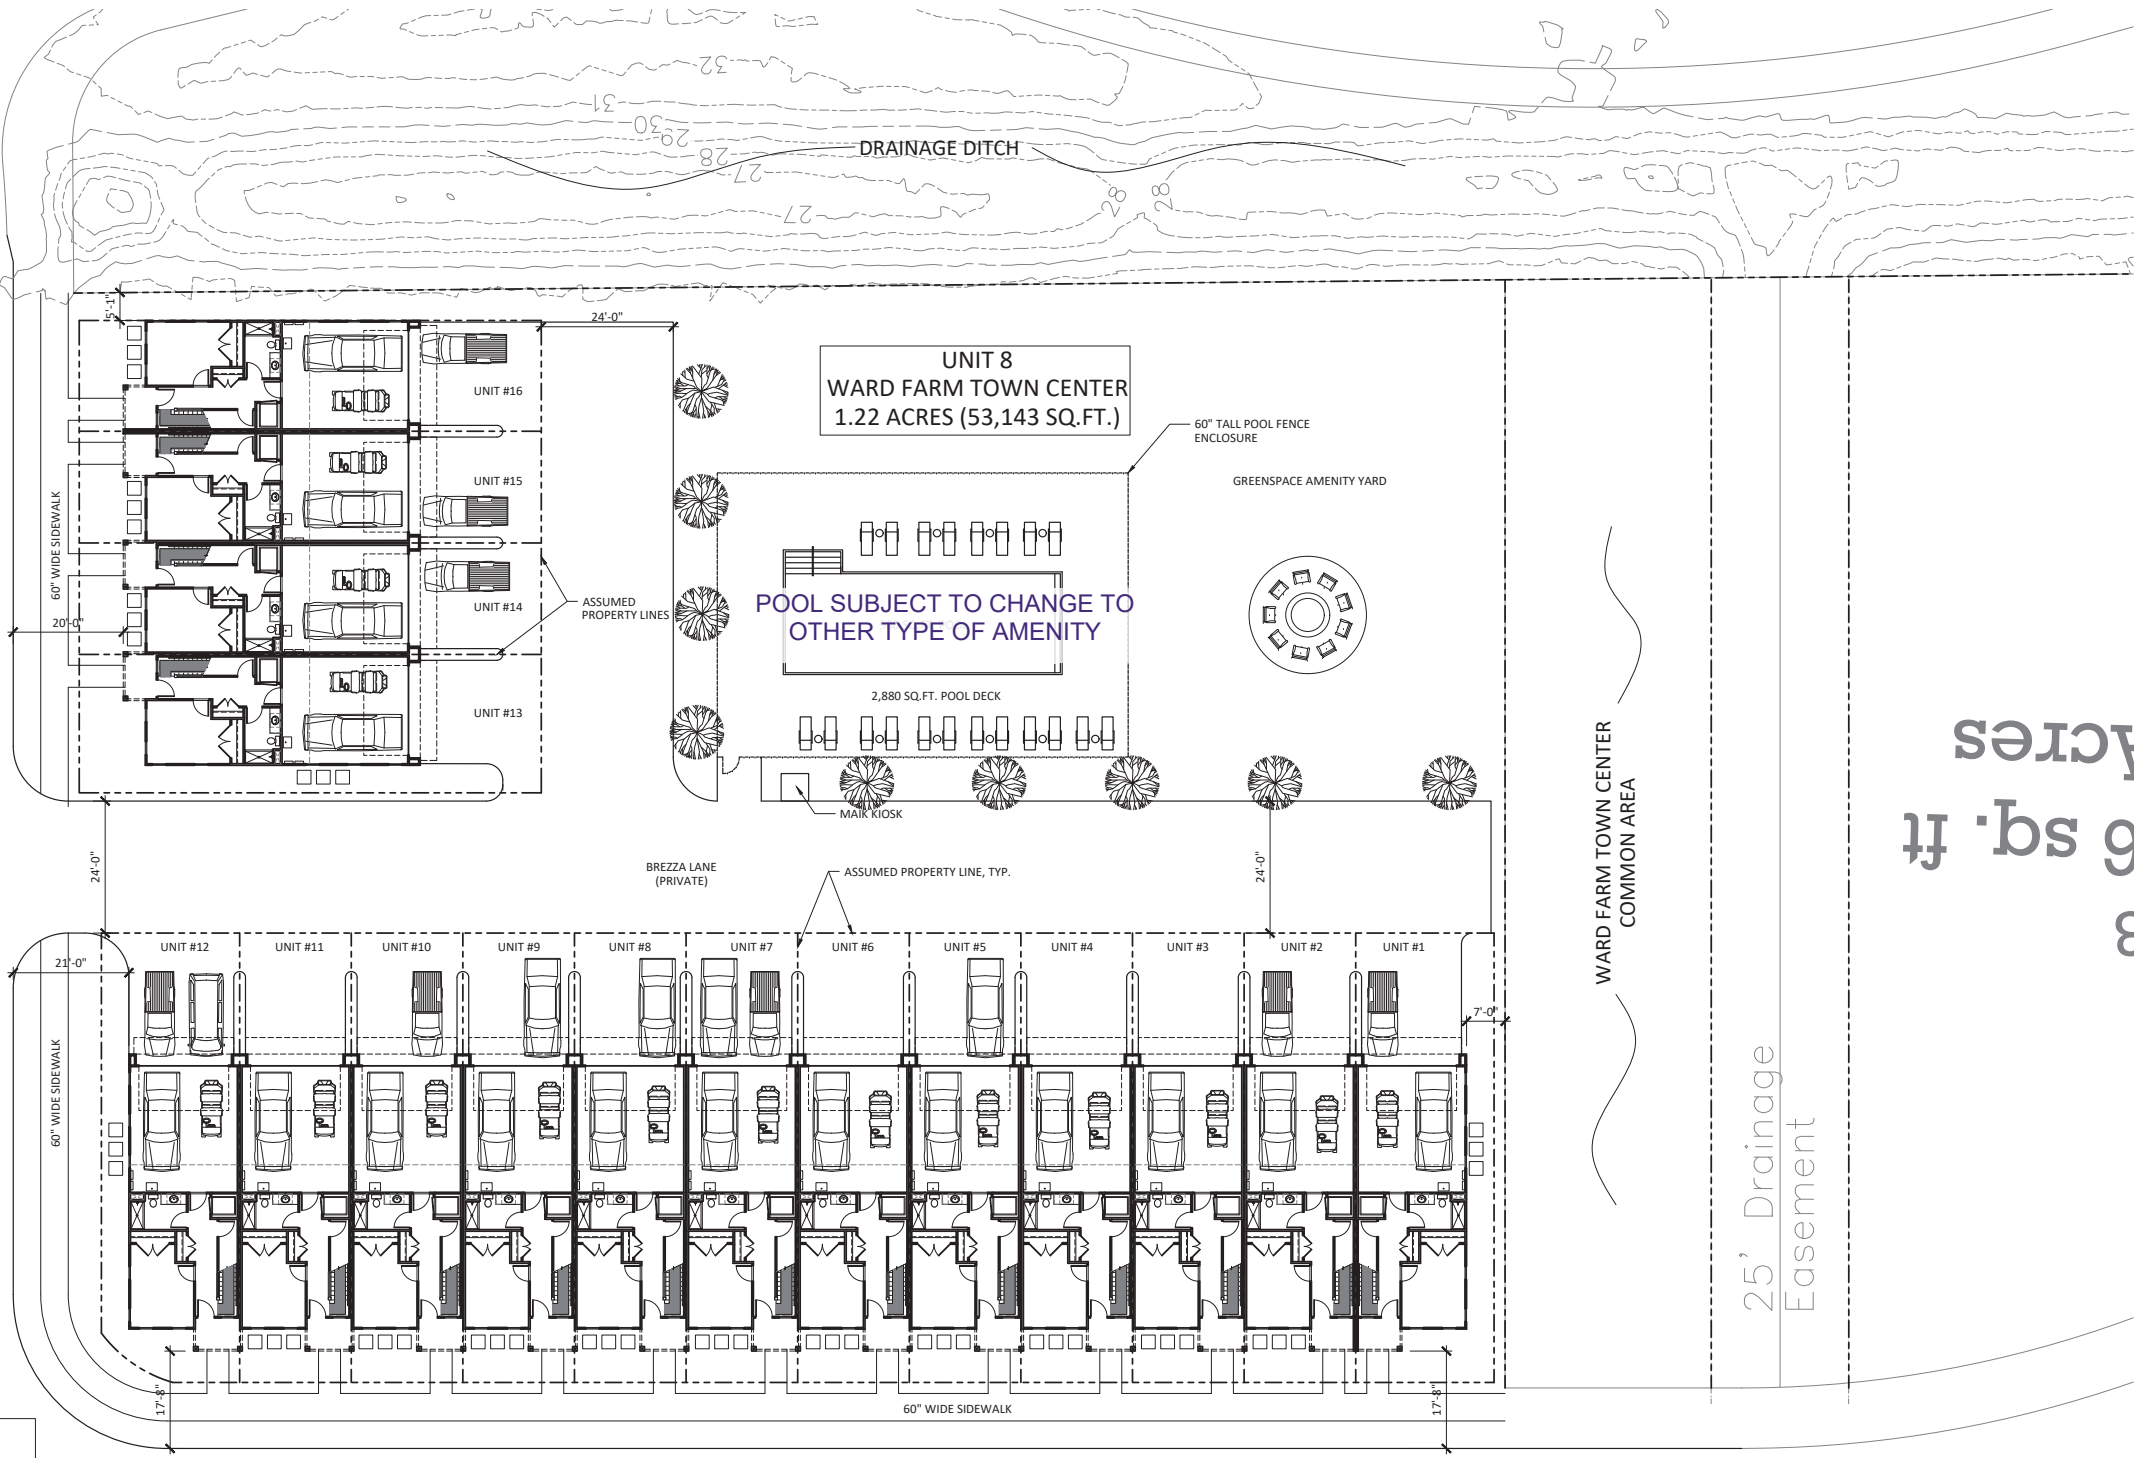 32
31
30
29
28
27
27
28
28
DRAINAGE DITCH
5'-1"
24'-0"
UNIT 8
WARD FARM TOWN CENTER
1.22 ACRES (53,143 SQ.FT.)
UNIT #16
60" TALL POOL FENCE
ENCLOSURE
GREENSPACE AMENITY YARD
UNIT #15
60" WIDE SIDEWALK
UNIT #14
ASSUMED
PROPERTY LINES
20'-0"
POOL SUBJECT TO CHANGE TO
OTHER TYPE OF AMENITY
2,880 SQ.FT. POOL DECK
UNIT #13
MAIK KIOSK
WARD FARM TOWN CENTER
COMMON AREA
Acres
6 sq. ft
24'-0"
BREZZA LANE
(PRIVATE)
ASSUMED PROPERTY LINE, TYP.
24'-0"
UNIT #12
UNIT #11
UNIT #10
UNIT #9
UNIT #8
UNIT #7
UNIT #6
UNIT #5
UNIT #4
UNIT #3
UNIT #2
UNIT #1
21'-0"
7'-0"
60" WIDE SIDEWALK
25' Drainage
Easement
17'-8"
60" WIDE SIDEWALK
17'-8"